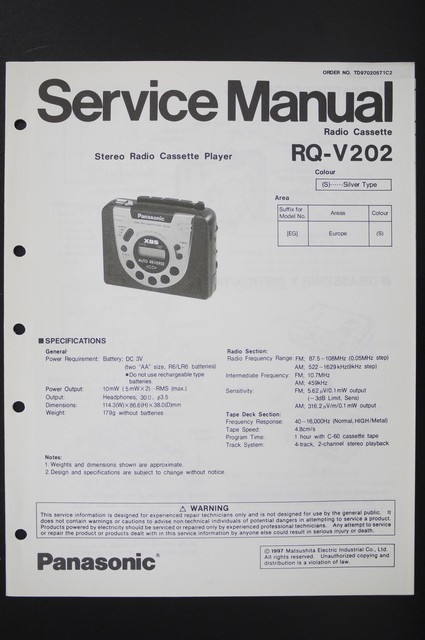 ORDER NO. TD97020571C2
Service Manual
Radio Cassette
Stereo Radio Cassette Player
RQ-V202
Colour
(S)······Silver Type
Area
Suffix for Model No. Areas Colour
[EG] Europe (S)
Panasonic
XBS
AUTO REVERSE
■ SPECIFICATIONS
General
Power Requirement: Battery; DC 3V
(two "AA" size, R6/LR6 batteries)
●Do not use rechargeable type
batteries.
Power Output: 10mW (5mW×2)···RMS (max.)
Output: Headphones; 30Ω, φ3.5
Dimensions: 114.3(W)×86.6(H)×38.0(D)mm
Weight: 179g without batteries
Radio Section:
Radio Frequency Range: FM; 87.5–108MHz (0.05MHz step)
AM; 522–1629kHz(9kHz step)
Intermediate Frequency: FM; 10.7MHz
AM; 459kHz
Sensitivity: FM; 5.62μV/0.1mW output
(−3dB Limit, Sens)
AM; 316.2μV/m/0.1mW output
Tape Deck Section:
Frequency Response: 40–16,000Hz (Normal, HIGH/Metal)
Tape Speed: 4.8cm/s
Program Time: 1 hour with C-60 cassette tape
Track System: 4-track, 2-channel stereo playback
Notes:
1. Weights and dimensions shown are approximate.
2. Design and specifications are subject to change without notice.
⚠ WARNING
This service information is designed for experienced repair technicians only and is not designed for use by the general public. It
does not contain warnings or cautions to advise non-technical individuals of potential dangers in attempting to service a product.
Products powered by electricity should be serviced or repaired only by experienced professional technicians. Any attempt to service
or repair the product or products dealt with in this service information by anyone else could result in serious injury or death.
Panasonic®
© 1997 Matsushita Electric Industrial Co., Ltd.
All rights reserved. Unauthorized copying and
distribution is a violation of law.